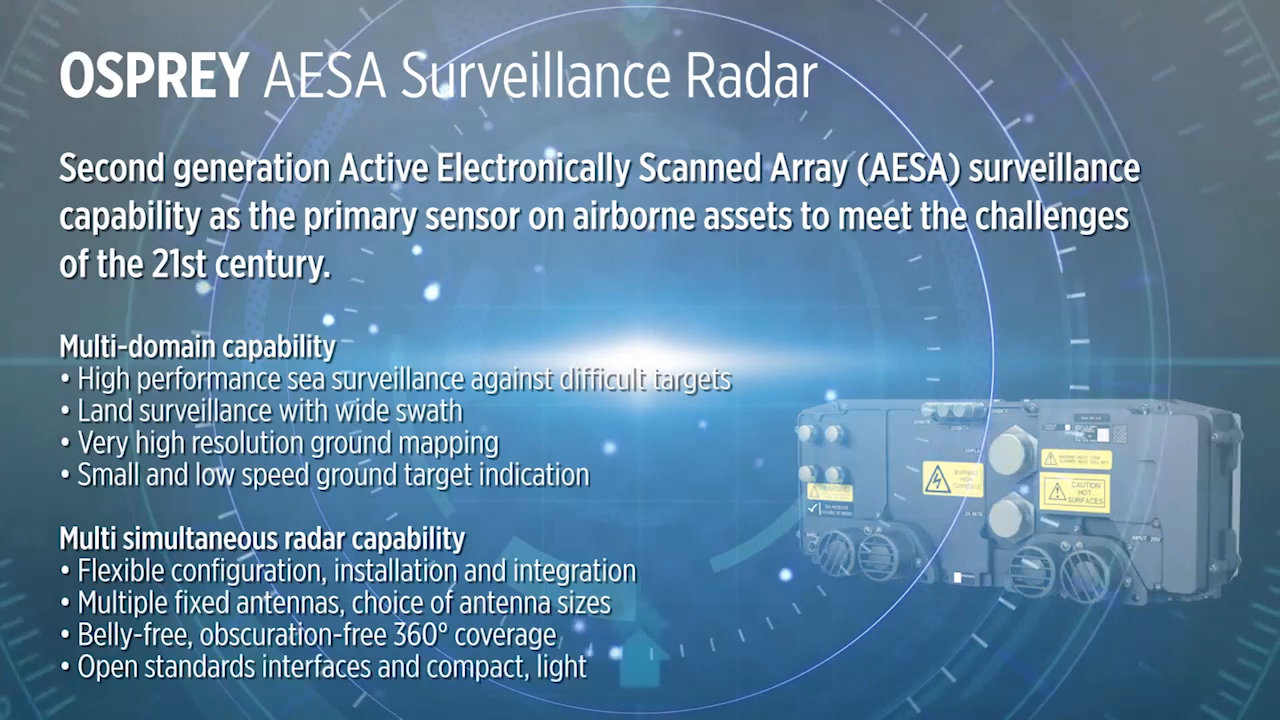 OSPREY AESA Surveillance Radar
Second generation Active Electronically Scanned Array (AESA) surveillance
capability as the primary sensor on airborne assets to meet the challenges
of the 21st century.
Multi-domain capability
• High performance sea surveillance against difficult targets
• Land surveillance with wide swath
• Very high resolution ground mapping
• Small and low speed ground target indication
Multi simultaneous radar capability
• Flexible configuration, installation and integration
• Multiple fixed antennas, choice of antenna sizes
• Belly-free, obscuration-free 360° coverage
• Open standards interfaces and compact, light
WARNING
HIGH
CAUTION
HOT
SURFACES